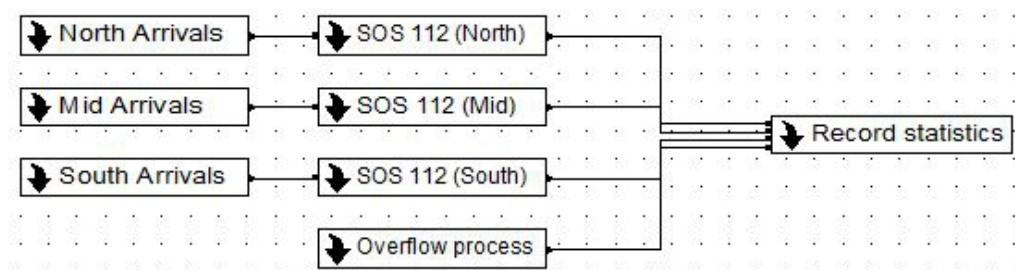 North Arrivals
SOS 112 (North)
Mid Arrivals
SOS 112 (Mid)
Record statistics
South Arrivals
SOS 112 (South)
Overflow process